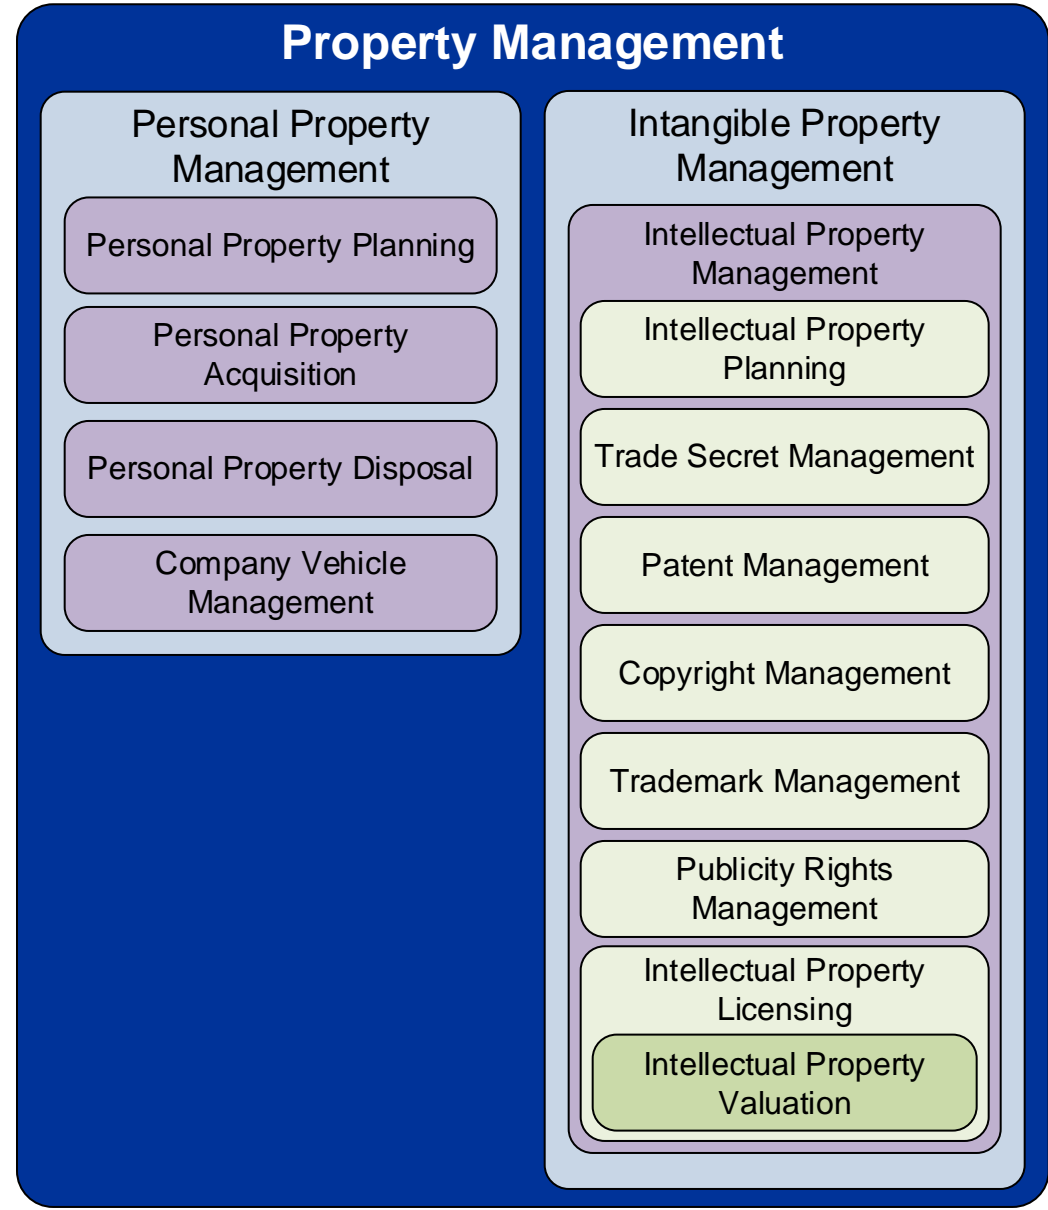 Property Management
Personal Property
Management
Personal Property Planning
Personal Property
Acquisition
Personal Property Disposal
Company Vehicle
Management
Intangible Property
Management
Intellectual Property
Management
Intellectual Property
Planning
Trade Secret Management
Patent Management
Copyright Management
Trademark Management
Publicity Rights
Management
Intellectual Property
Licensing
Intellectual Property
Valuation